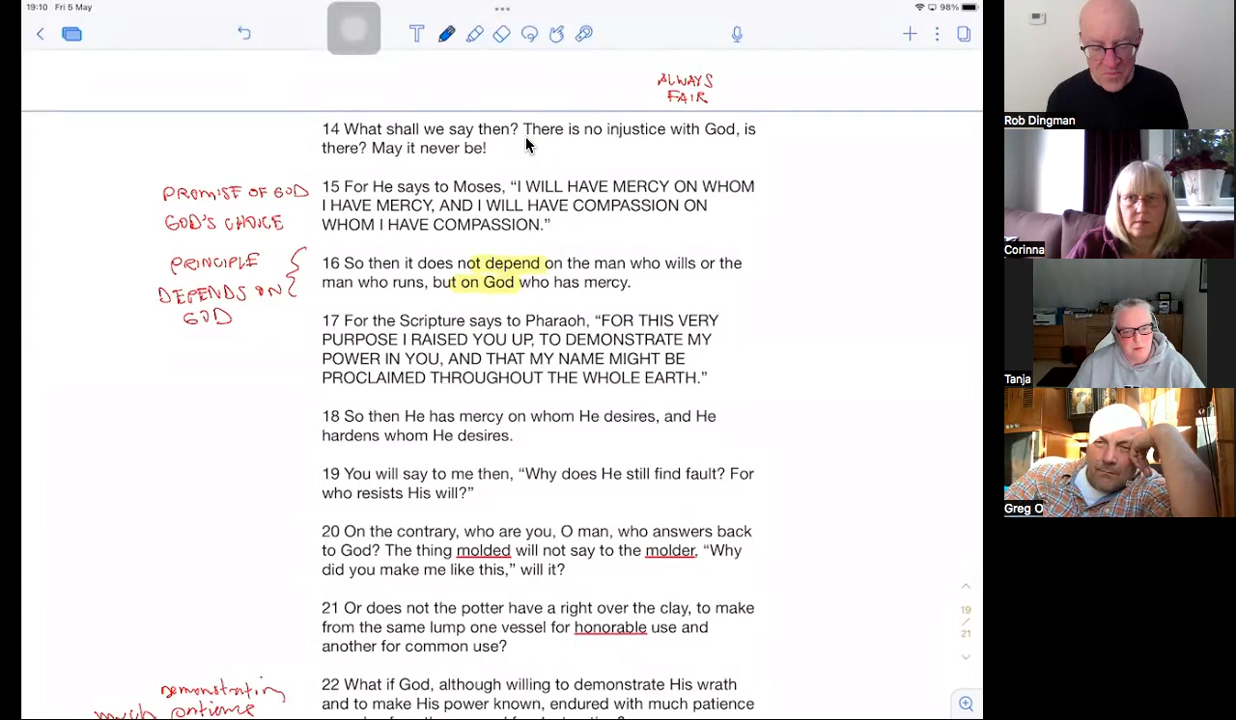 19:10 Fri 5 May
98%
ALWAYS
FAIR
14 What shall we say then? There is no injustice with God, is
there? May it never be!
PROMISE OF GOD
GOD'S CHOICE
15 For He says to Moses, “I WILL HAVE MERCY ON WHOM
I HAVE MERCY, AND I WILL HAVE COMPASSION ON
WHOM I HAVE COMPASSION.”
PRINCIPLE
DEPENDS ON
GOD
16 So then it does not depend on the man who wills or the
man who runs, but on God who has mercy.
17 For the Scripture says to Pharaoh, “FOR THIS VERY
PURPOSE I RAISED YOU UP, TO DEMONSTRATE MY
POWER IN YOU, AND THAT MY NAME MIGHT BE
PROCLAIMED THROUGHOUT THE WHOLE EARTH.”
18 So then He has mercy on whom He desires, and He
hardens whom He desires.
19 You will say to me then, “Why does He still find fault? For
who resists His will?”
20 On the contrary, who are you, O man, who answers back
to God? The thing molded will not say to the molder, “Why
did you make me like this,” will it?
21 Or does not the potter have a right over the clay, to make
from the same lump one vessel for honorable use and
another for common use?
Demonstrating
much patience
22 What if God, although willing to demonstrate His wrath
and to make His power known, endured with much patience
19
/
21
Rob Dingman
Corinna
Tanja
Greg O